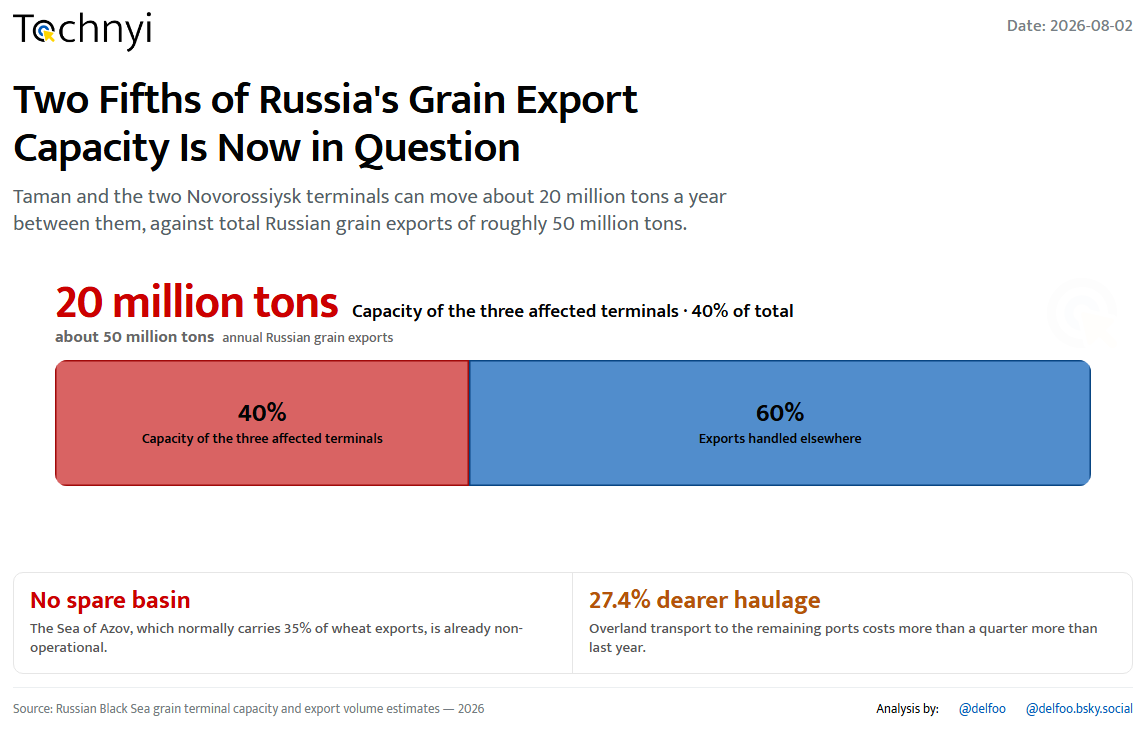 Technyi
Date: 2026-08-02
Two Fifths of Russia's Grain Export
Capacity Is Now in Question
Taman and the two Novorossiysk terminals can move about 20 million tons a year
between them, against total Russian grain exports of roughly 50 million tons.
20 million tons Capacity of the three affected terminals · 40% of total
about 50 million tons annual Russian grain exports
40%
Capacity of the three affected terminals
60%
Exports handled elsewhere
No spare basin
The Sea of Azov, which normally carries 35% of wheat exports, is already non-
operational.
27.4% dearer haulage
Overland transport to the remaining ports costs more than a quarter more than
last year.
Source: Russian Black Sea grain terminal capacity and export volume estimates — 2026
Analysis by: @delfoo @delfoo.bsky.social